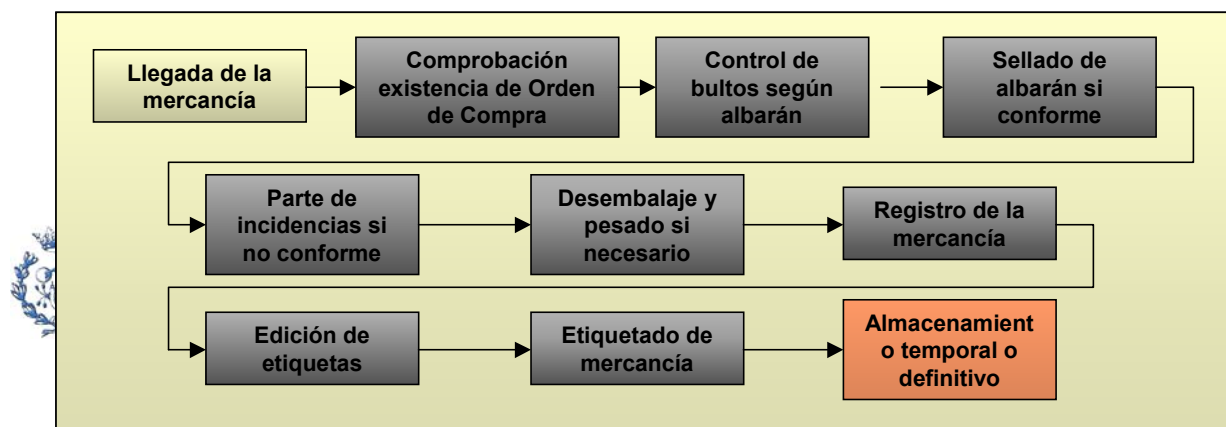 Llegada de la
mercancía
Comprobación
existencia de Orden
de Compra
Control de
bultos según
albarán
Sellado de
albarán si
conforme
Parte de
incidencias si
no conforme
Desembalaje y
pesado si
necesario
Registro de la
mercancía
Edición de
etiquetas
Etiquetado de
mercancía
Almacenamient
o temporal o
definitivo